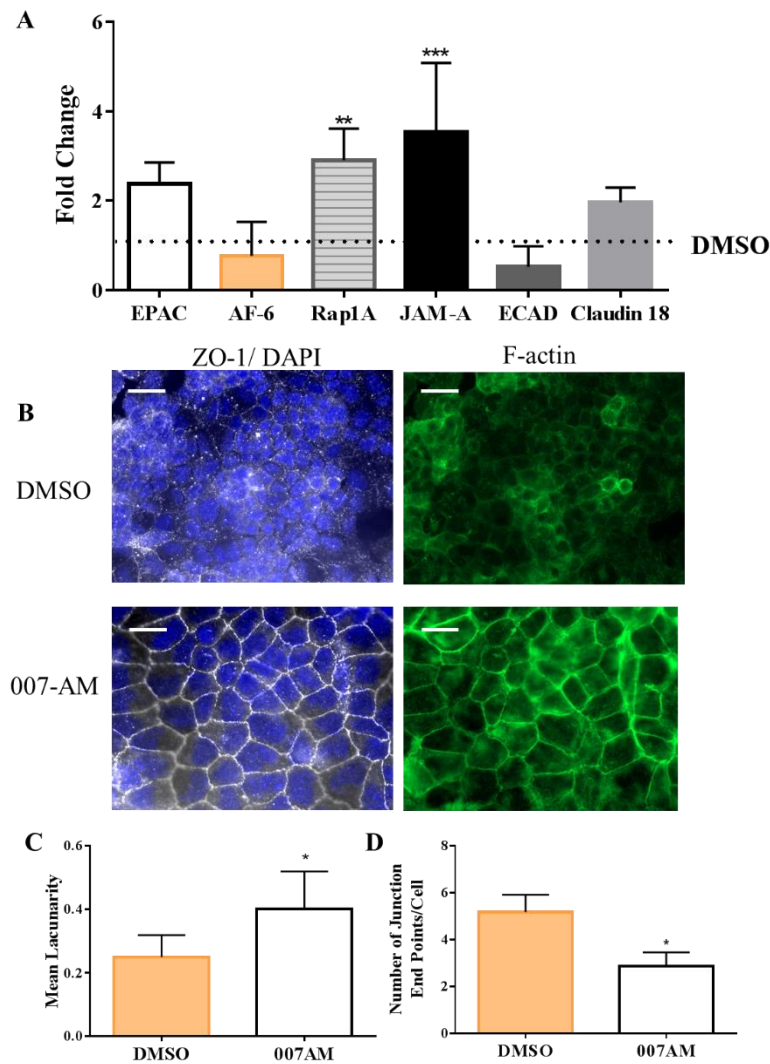 A
***
**
6
4
2
0
Fold Change
DMSO
EPAC AF-6 Rap1A JAM-A ECAD Claudin 18
ZO-1/ DAPI F-actin
B
DMSO
007-AM
C
0.6
0.4
0.2
0.0
Mean Lacunarity
*
DMSO 007AM
D
8
6
4
2
0
Number of Junction
End Points/Cell
*
DMSO 007AM